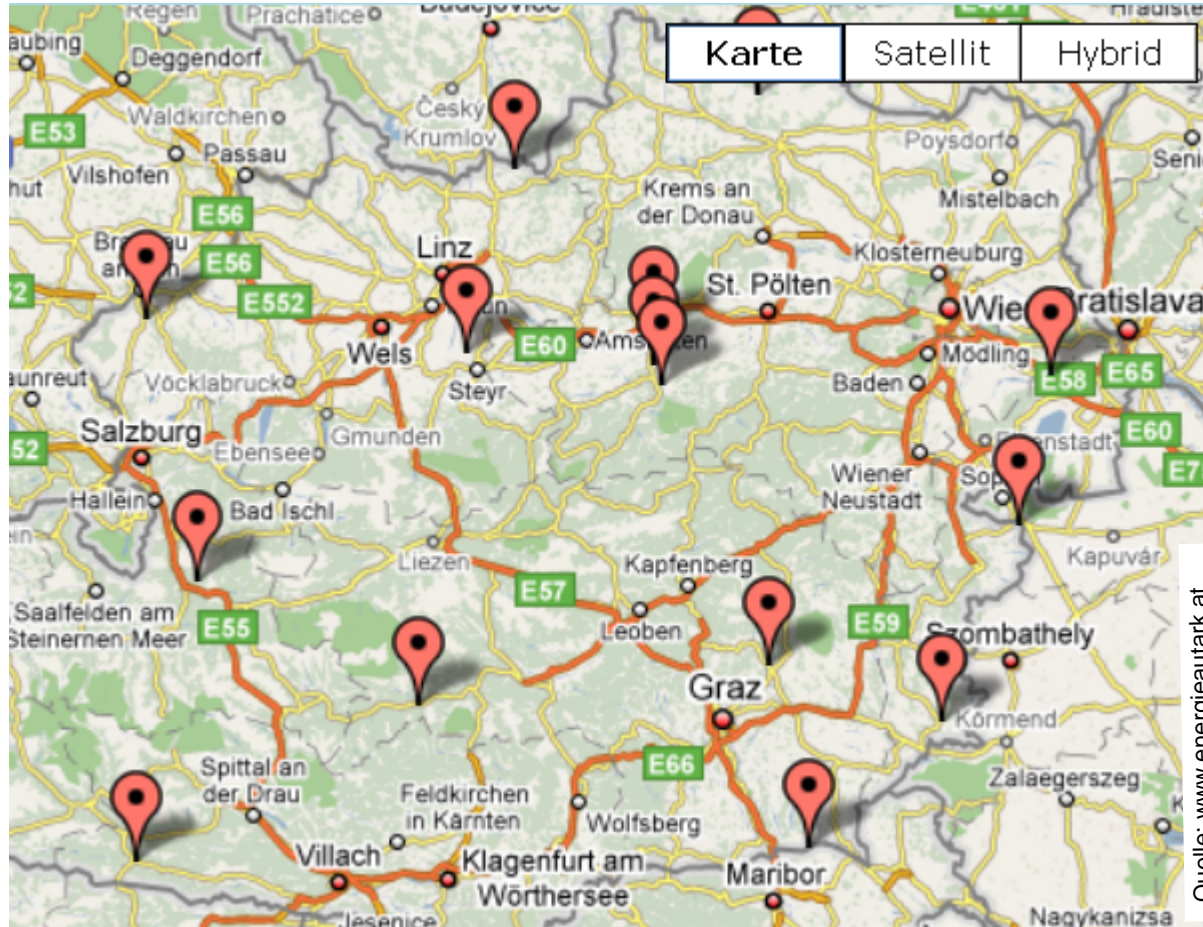 Regen
Prachatice
Budějovice
Karte
Satellit
Hybrid
Deggendorf
Český
Krumlov
Waldkirchen
E53
Passau
Vilshofen
Poysdorf
Mistelbach
Krems an
der Donau
E56
E56
Linz
Klosterneuburg
E552
St. Pölten
Bratislava
Wels
E60
Steyr
Mödling
E58
E65
Vöcklabruck
Baden
Salzburg
Gmunden
Ebensee
E60
Wiener
Neustadt
Hallein
Bad Ischl
Liezen
Kapfenberg
Kapuvár
E57
Saalfelden am
Steinernen Meer
E55
Leoben
E59
Szombathely
Graz
Körmend
E66
Spittal an
der Drau
Feldkirchen
in Kärnten
Zalaegerszeg
Wolfsberg
Villach
Klagenfurt am
Wörthersee
Maribor
Jesenice
Nagykanizsa
Quelle: www.energieautark.at